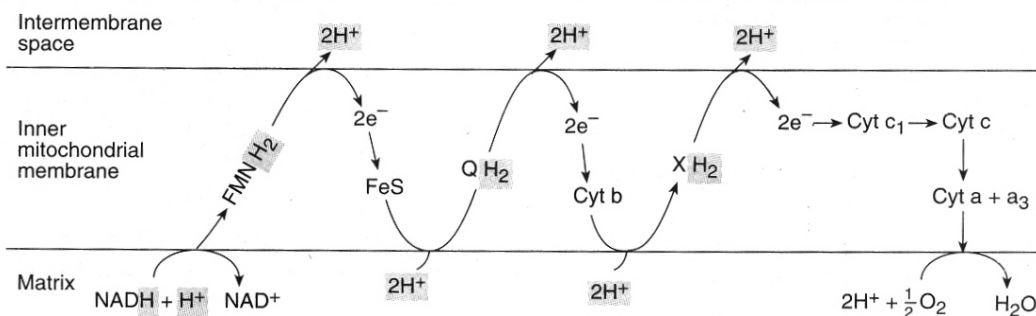 Intermembrane
space
2H⁺
2H⁺
2H⁺
Inner
mitochondrial
membrane
FMN H₂
2e⁻
FeS
Q H₂
2e⁻
Cyt b
X H₂
2e⁻
Cyt c₁
Cyt c
Cyt a + a₃
Matrix
NADH + H⁺
NAD⁺
2H⁺
2H⁺
2H⁺ + ½O₂
H₂O